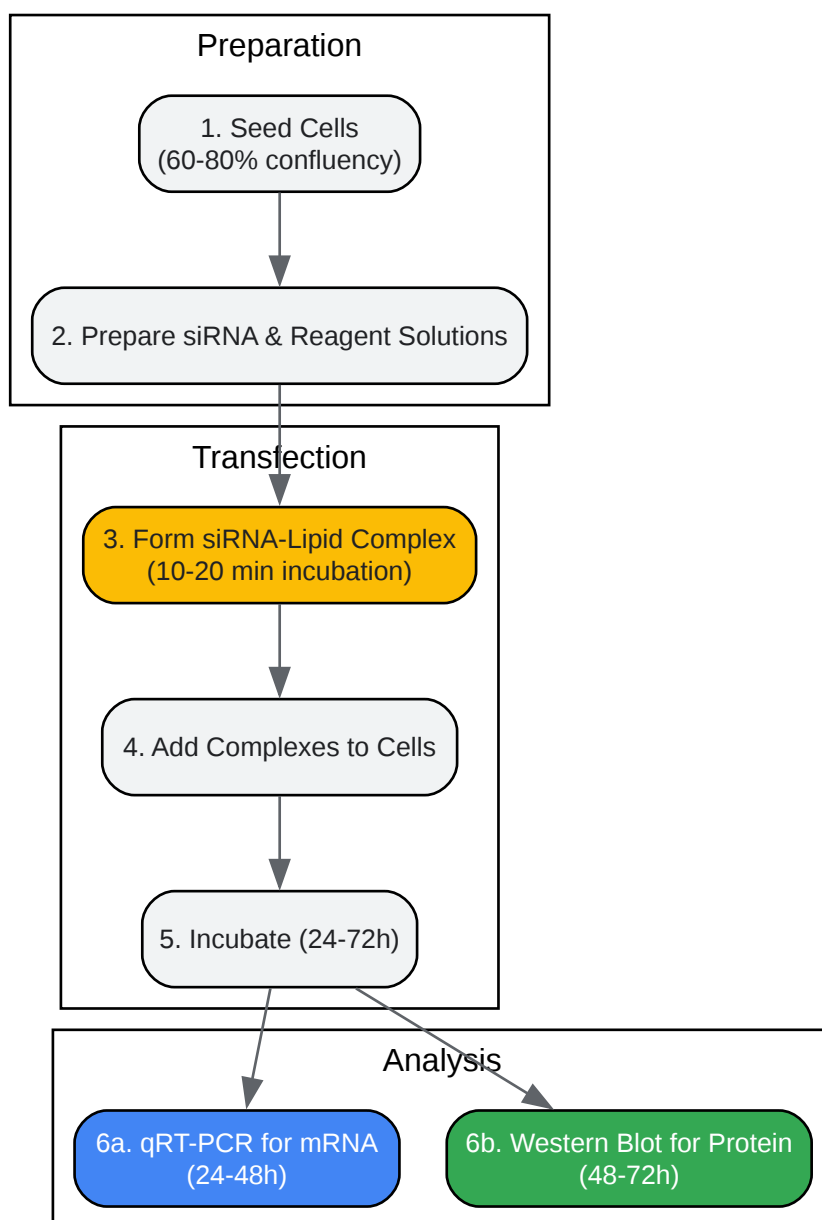 Preparation
1. Seed Cells
(60-80% confluency)
2. Prepare siRNA & Reagent Solutions
Transfection
3. Form siRNA-Lipid Complex
(10-20 min incubation)
4. Add Complexes to Cells
5. Incubate (24-72h)
Analysis
6a. qRT-PCR for mRNA
(24-48h)
6b. Western Blot for Protein
(48-72h)